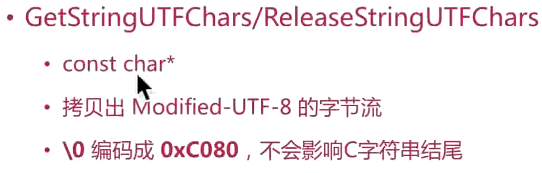 • GetStringUTFChars/ReleaseStringUTFChars
• const char*
• 拷贝出 Modified-UTF-8 的字节流
• \0 编码成 0xC080，不会影响C字符串结尾